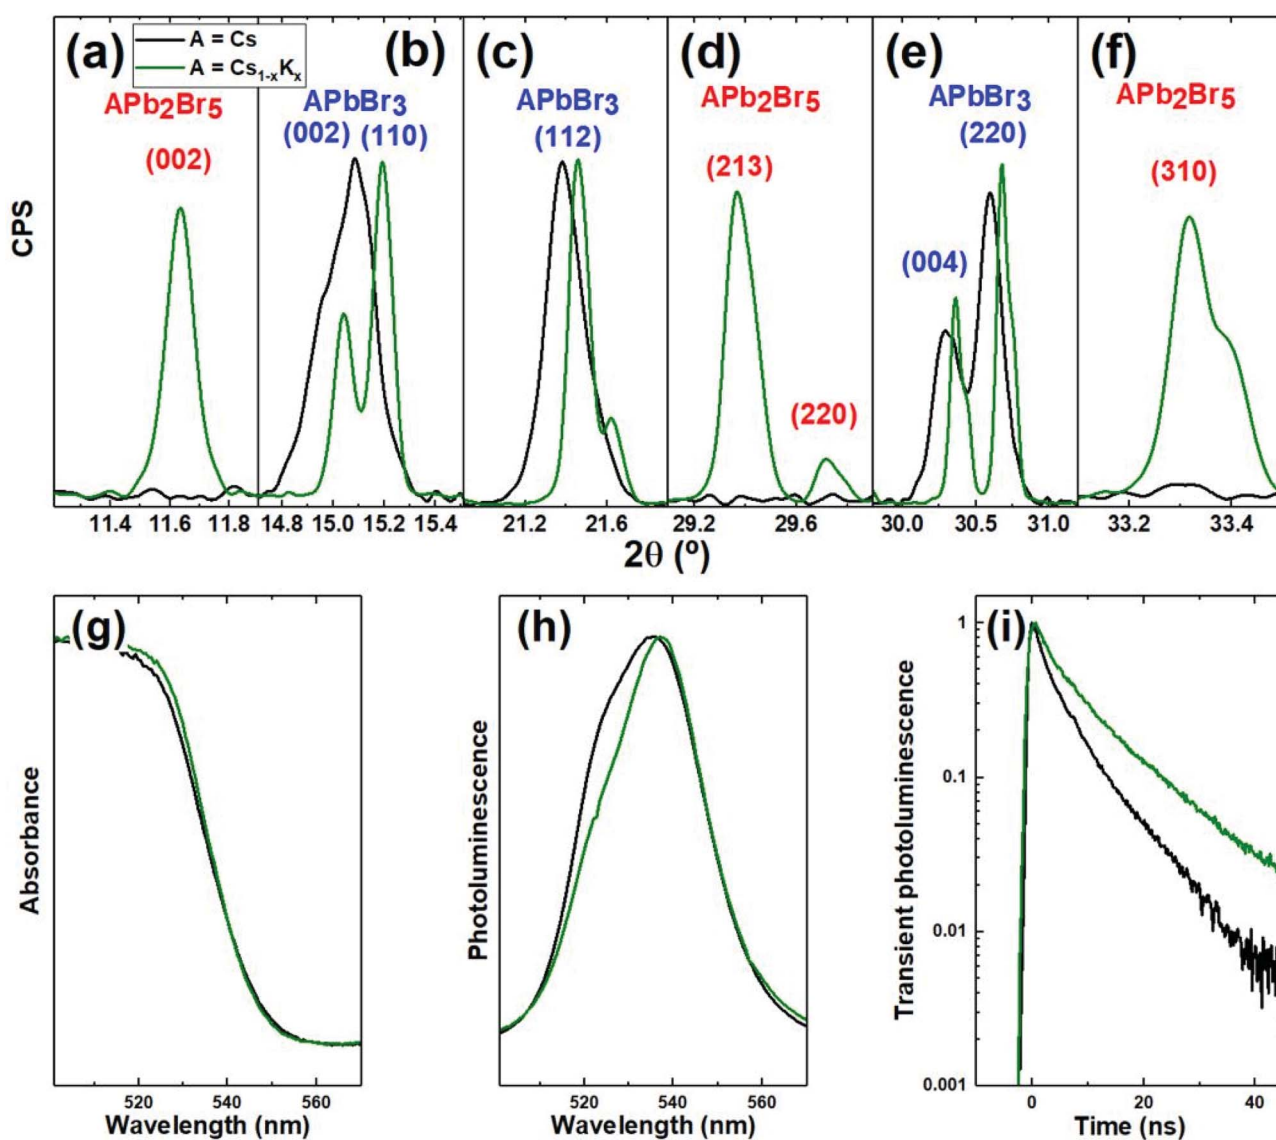 (a)
A = Cs
A = Cs1-xKx
(b)
(c)
(d)
(e)
(f)
APb2Br5
(002)
APbBr3
(002) (110)
APbBr3
(112)
APb2Br5
(213)
(220)
APbBr3
(220)
(004)
APb2Br5
(310)
CPS
11.4 11.6 11.8 14.8 15.0 15.2 15.4 21.2 21.6 29.2 29.6 30.0 30.5 31.0 33.2 33.4
2θ (º)
(g)
Absorbance
520 540 560
Wavelength (nm)
(h)
Photoluminescence
520 540 560
Wavelength (nm)
(i)
Transient photoluminescence
1
0.1
0.01
0.001
0 20 40
Time (ns)